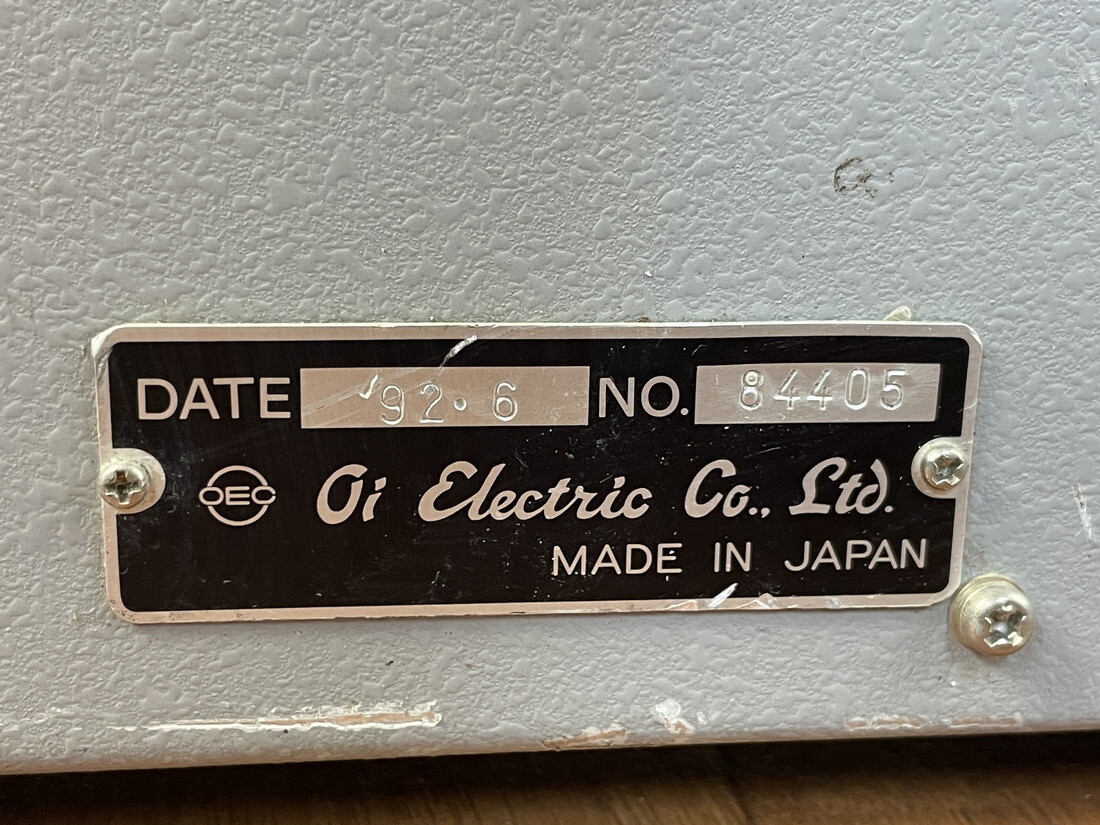 DATE '92.6 NO. 84405
OEC Oi Electric Co., Ltd.
MADE IN JAPAN